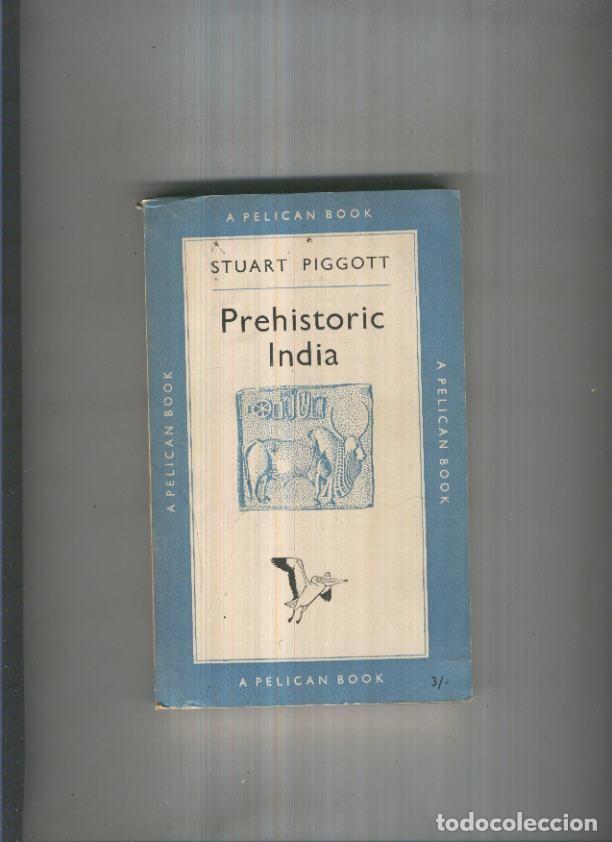 A PELICAN BOOK
STUART PIGGOTT
Prehistoric
India
A PELICAN BOOK
A PELICAN BOOK
A PELICAN BOOK
3/-
todocoleccion